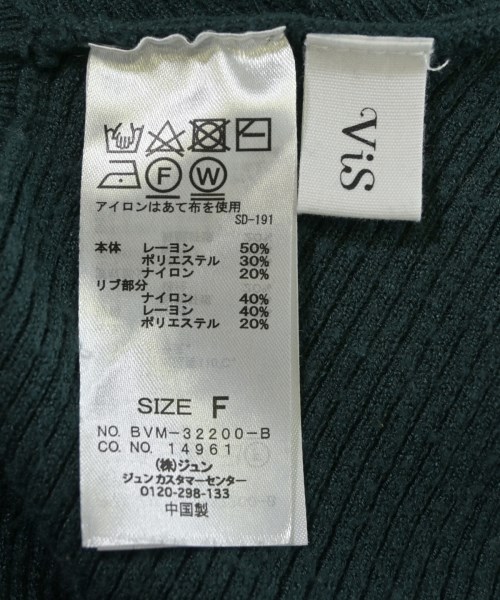 F W
アイロンはあて布を使用
SD-191
本体 レーヨン 50%
ポリエステル 30%
ナイロン 20%
リブ部分
ナイロン 40%
レーヨン 40%
ポリエステル 20%
SIZE F
NO. BVM-32200-B
CO. NO. 14961
(株)ジュン
ジュンカスタマーセンター
0120-298-133
中国製
ViS